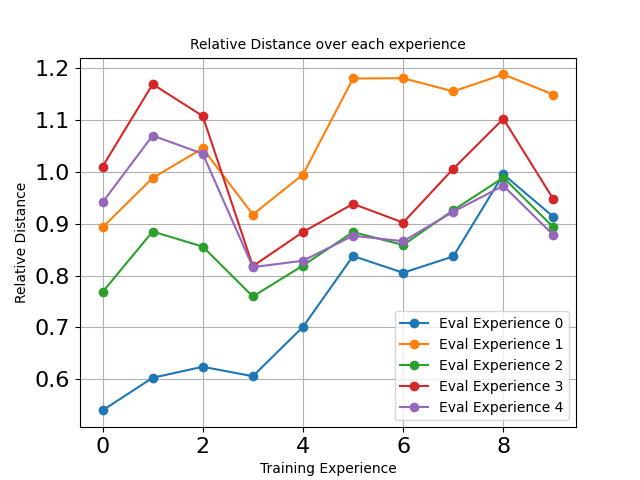 Relative Distance over each experience
1.2
1.1
1.0
0.9
0.8
0.7
0.6
Relative Distance
0 2 4 6 8
Training Experience
Eval Experience 0
Eval Experience 1
Eval Experience 2
Eval Experience 3
Eval Experience 4